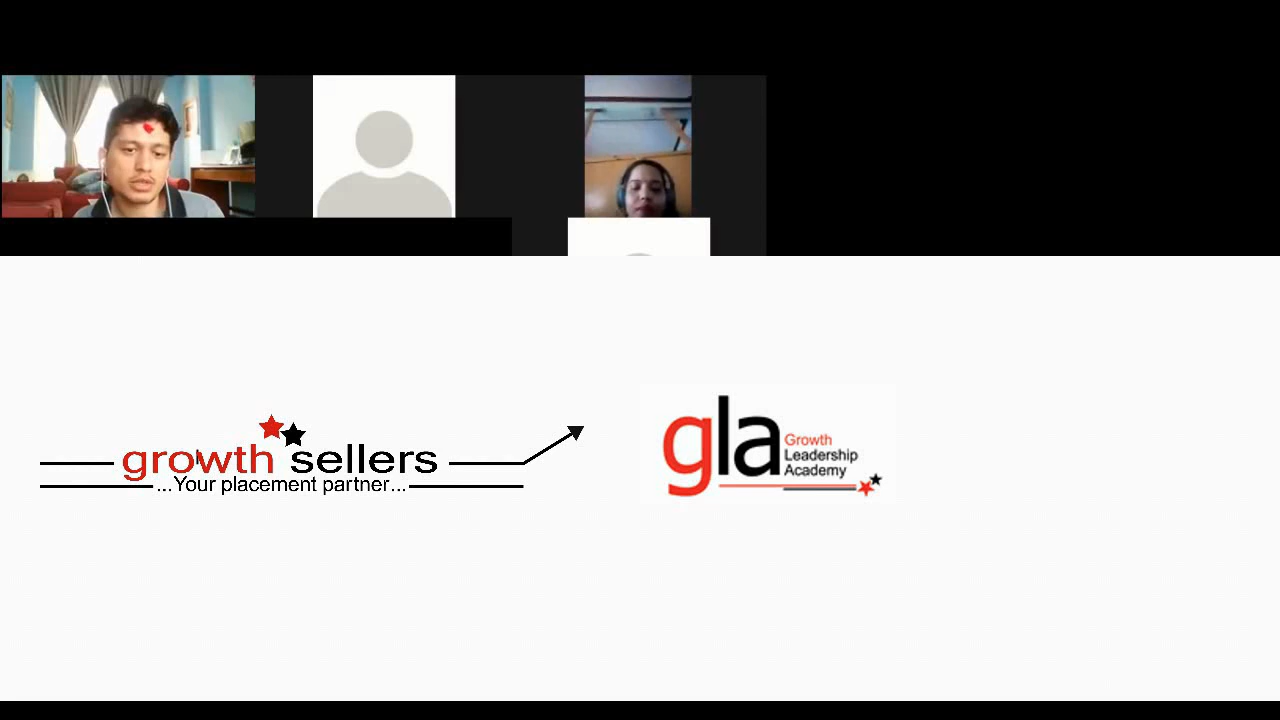 growth sellers
...Your placement partner...
gla
Growth
Leadership
Academy